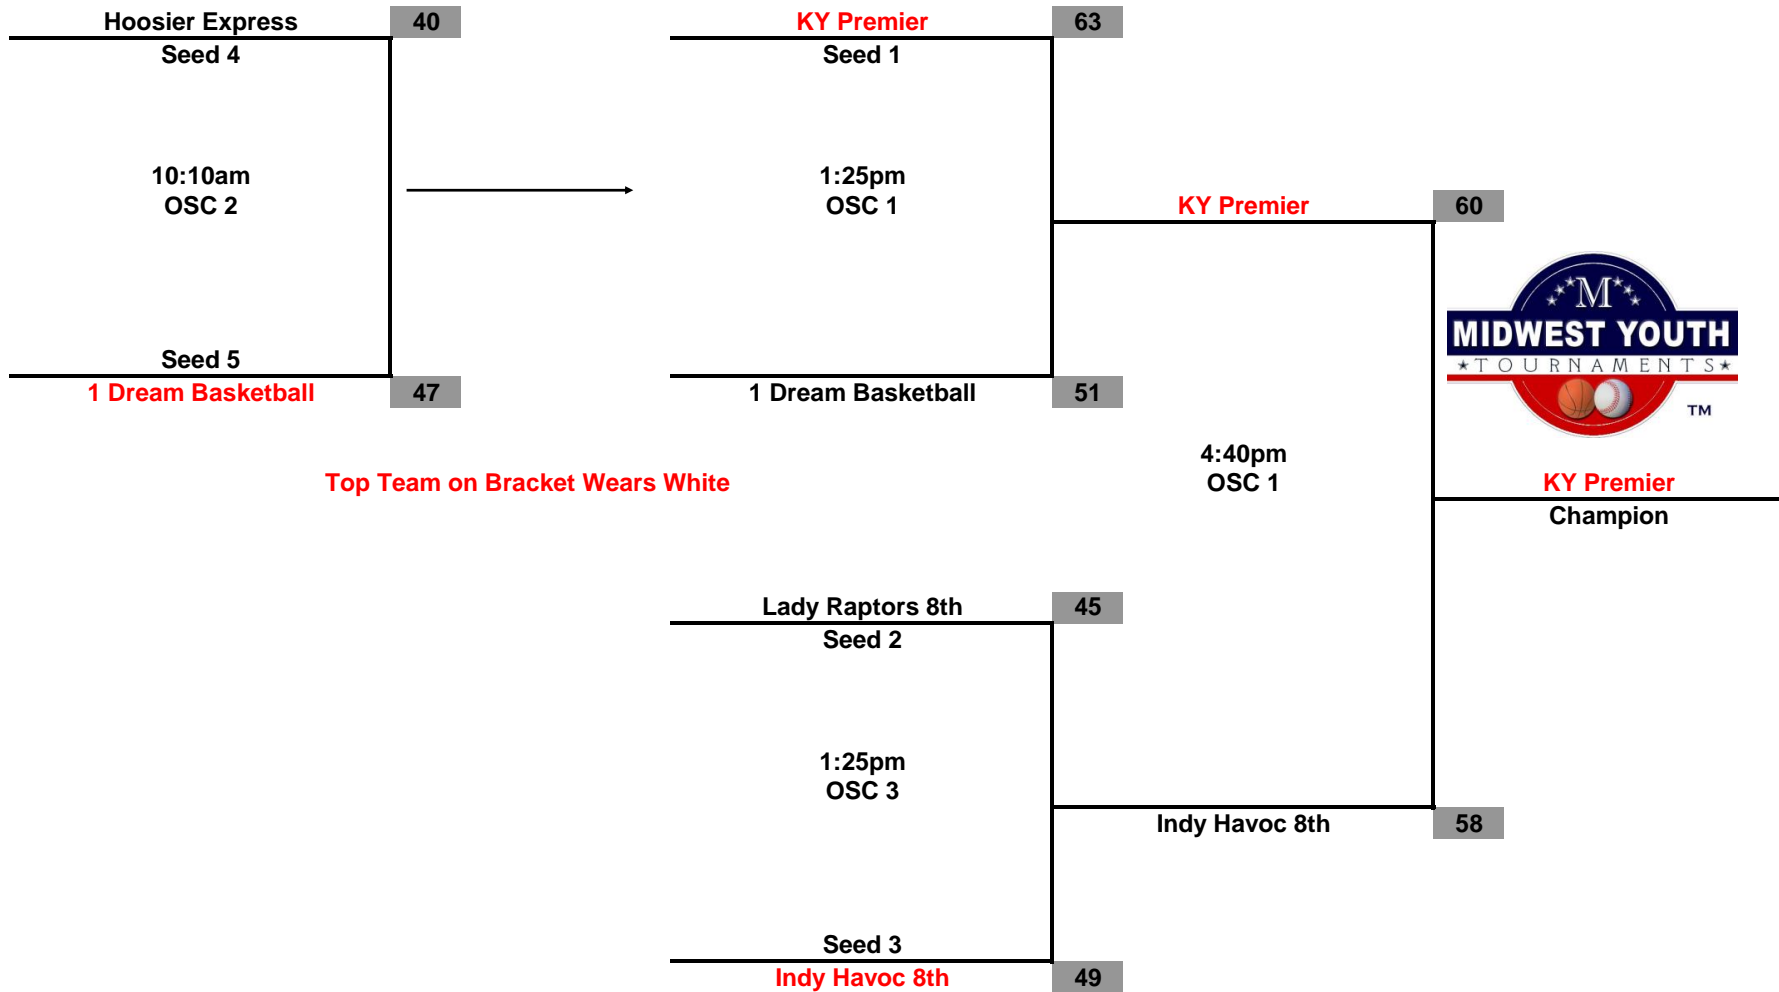 Hoosier Express 40
Seed 4
10:10am
OSC 2
Seed 5
1 Dream Basketball 47
KY Premier 63
Seed 1
1:25pm
OSC 1
1 Dream Basketball 51
KY Premier 60
M
MIDWEST YOUTH
TOURNAMENTS
TM
4:40pm
OSC 1
Top Team on Bracket Wears White
KY Premier
Champion
Lady Raptors 8th 45
Seed 2
1:25pm
OSC 3
Indy Havoc 8th 58
Seed 3
Indy Havoc 8th 49